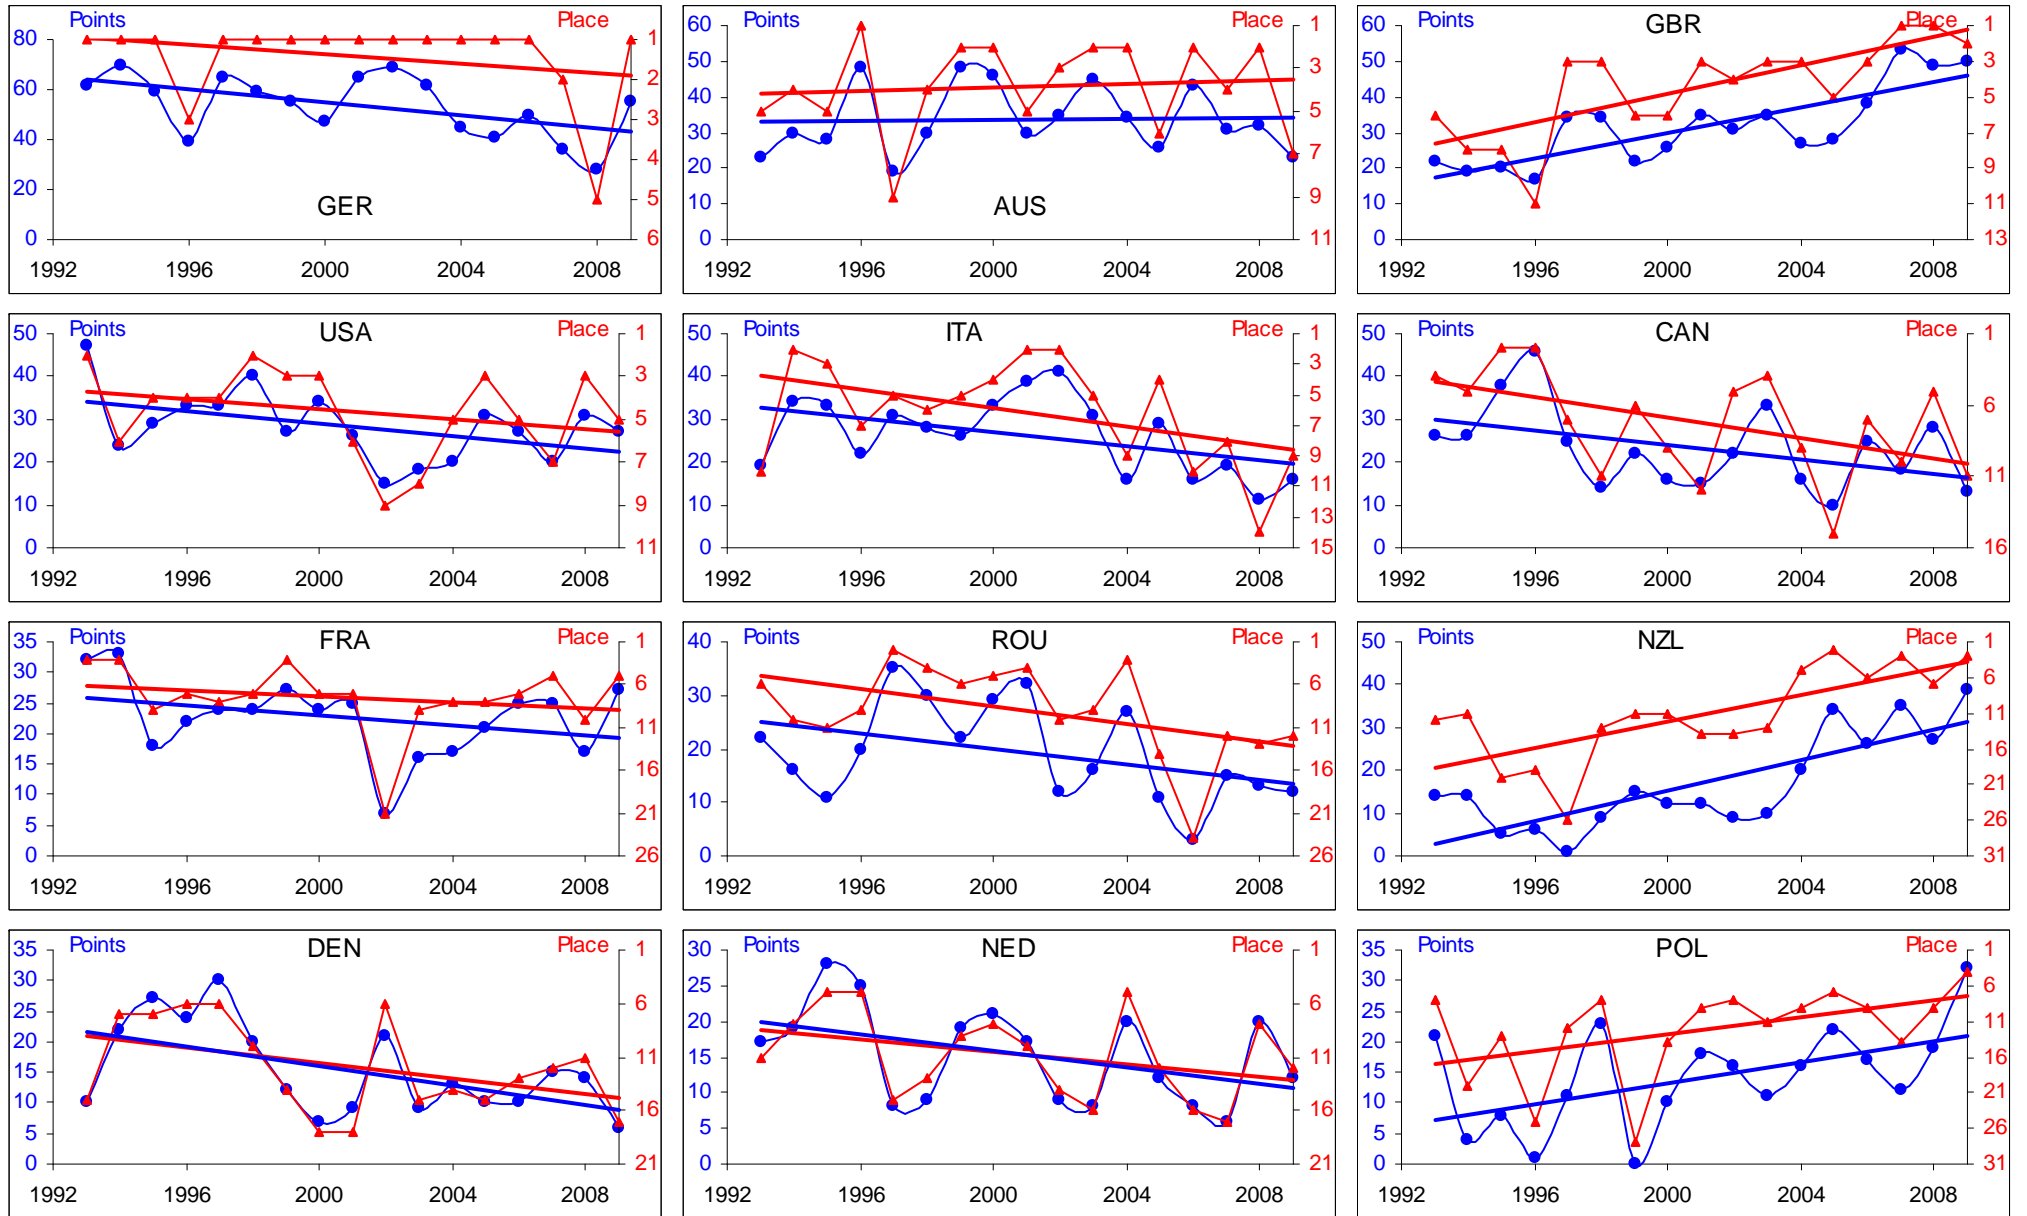 Points Place
GER
80 60 40 20 0
1 2 3 4 5 6
1992 1996 2000 2004 2008
Points Place
AUS
60 50 40 30 20 10 0
1 3 5 7 9 11
1992 1996 2000 2004 2008
Points GBR Place
60 50 40 30 20 10 0
1 3 5 7 9 11 13
1992 1996 2000 2004 2008
Points USA Place
50 40 30 20 10 0
1 3 5 7 9 11
1992 1996 2000 2004 2008
Points ITA Place
50 40 30 20 10 0
1 3 5 7 9 11 13 15
1992 1996 2000 2004 2008
Points CAN Place
50 40 30 20 10 0
1 6 11 16
1992 1996 2000 2004 2008
Points FRA Place
35 30 25 20 15 10 5 0
1 6 11 16 21 26
1992 1996 2000 2004 2008
Points ROU Place
40 30 20 10 0
1 6 11 16 21 26
1992 1996 2000 2004 2008
Points NZL Place
50 40 30 20 10 0
1 6 11 16 21 26 31
1992 1996 2000 2004 2008
Points DEN Place
35 30 25 20 15 10 5 0
1 6 11 16 21
1992 1996 2000 2004 2008
Points NED Place
30 25 20 15 10 5 0
1 6 11 16 21
1992 1996 2000 2004 2008
Points POL Place
35 30 25 20 15 10 5 0
1 6 11 16 21 26 31
1992 1996 2000 2004 2008